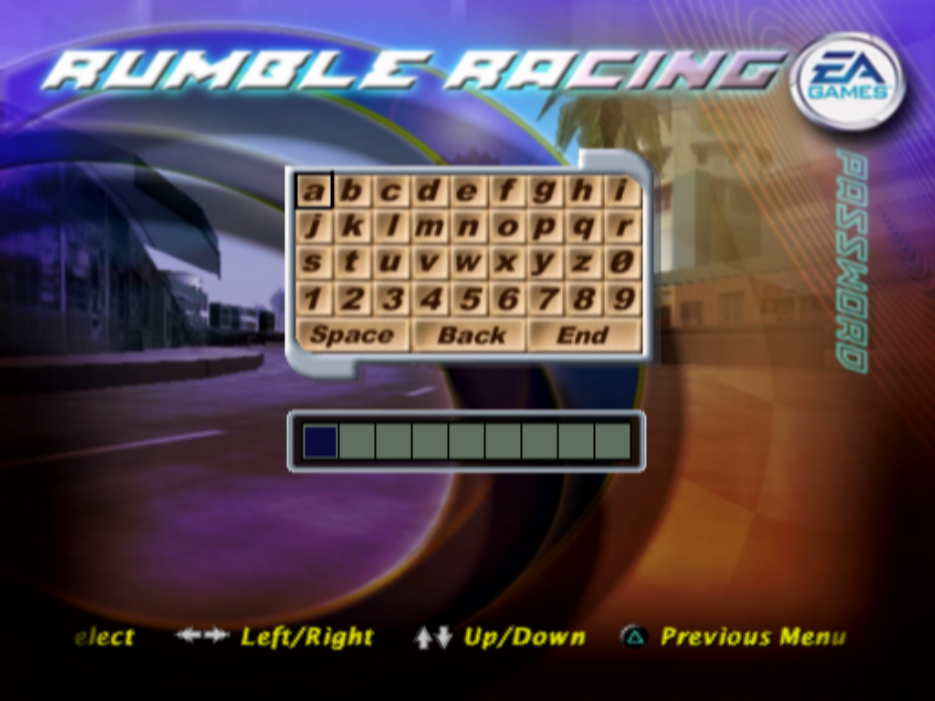 RUMBLE RACING
EA
GAMES
PASSWORD
a b c d e f g h i
j k l m n o p q r
s t u v w x y z 0
1 2 3 4 5 6 7 8 9
Space Back End
elect Left/Right Up/Down Previous Menu